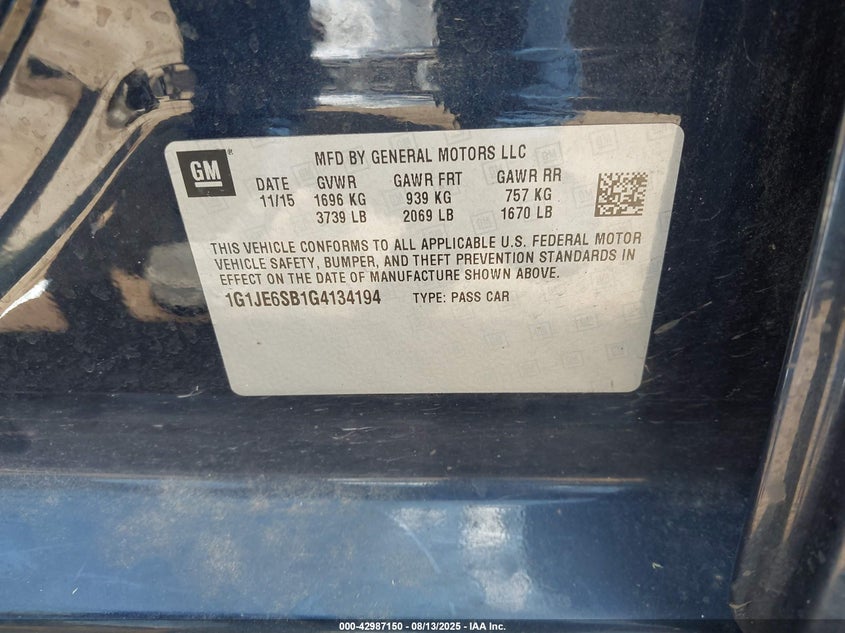 GM® MFD BY GENERAL MOTORS LLC
DATE GVWR GAWR FRT GAWR RR
11/15 1696 KG 939 KG 757 KG
3739 LB 2069 LB 1670 LB
THIS VEHICLE CONFORMS TO ALL APPLICABLE U.S. FEDERAL MOTOR
VEHICLE SAFETY, BUMPER, AND THEFT PREVENTION STANDARDS IN
EFFECT ON THE DATE OF MANUFACTURE SHOWN ABOVE.
1G1JE6SB1G4134194 TYPE: PASS CAR
000-42987150 - 08/13/2025 - IAA Inc.